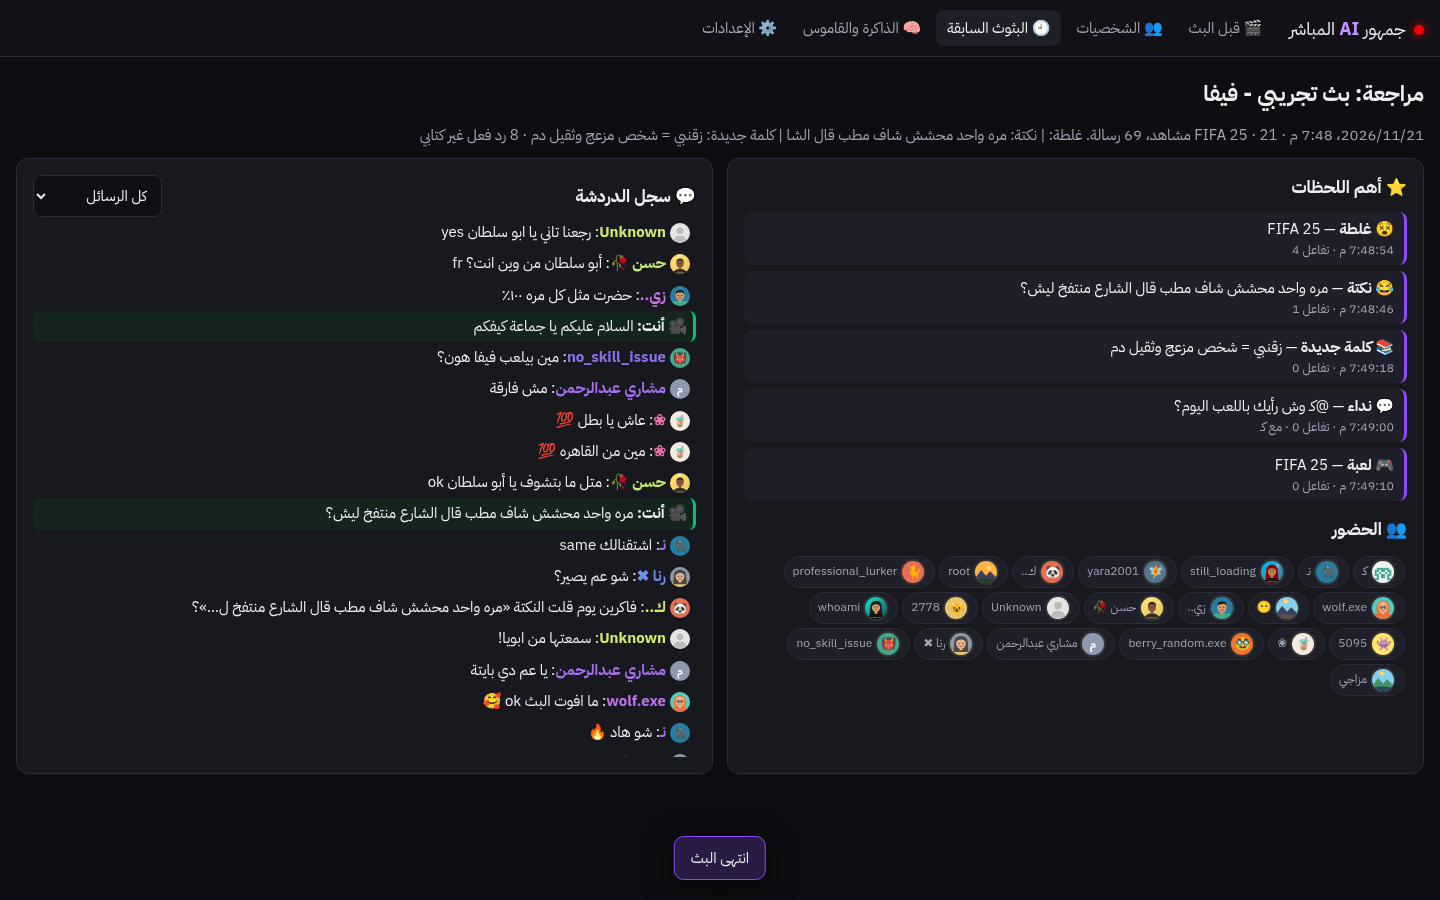 جمهور AI المباشر
🎬 قبل البث
👥 الشخصيات
🕘 البثوث السابقة
🧠 الذاكرة والقاموس
⚙️ الإعدادات
مراجعة: بث تجريبي - فيفا
2026/11/21، 7:48 م · FIFA 25 · 21 مشاهد، 69 رسالة. غلطة: | نكتة: مره واحد محشش شاف مطب قال الشا | كلمة جديدة: زقنبي = شخص مزعج وثقيل دم · 8 رد فعل غير كتابي
⭐ أهم اللحظات
😵 غلطة — FIFA 25
7:48:54 م · تفاعل 4
😂 نكتة — مره واحد محشش شاف مطب قال الشارع منتفخ ليش؟
7:48:46 م · تفاعل 1
📚 كلمة جديدة — زقنبي = شخص مزعج وثقيل دم
7:49:18 م · تفاعل 0
💬 نداء — @كـ وش رأيك باللعب اليوم؟
7:49:00 م · تفاعل 0 · مع كـ
🎮 لعبة — FIFA 25
7:49:10 م · تفاعل 0
👥 الحضور
كـ
نـ
still_loading
yara2001
ك..
root
professional_lurker
wolf.exe
😶
زي..
حسن 🥀
Unknown
2778
whoami
5095
❀
berry_random.exe
مشاري عبدالرحمن
رنا ✖
no_skill_issue
مزاجي
💬 سجل الدردشة
كل الرسائل
Unknown: رجعنا تاني يا ابو سلطان yes
حسن 🥀: أبو سلطان من وين انت؟ fr
زي..: حضرت مثل كل مره ١٠٠٪
🎥 أنت: السلام عليكم يا جماعة كيفكم
no_skill_issue: مين بيلعب فيفا هون؟
مشاري عبدالرحمن: مش فارقة
❀: عاش يا بطل 💯
❀: مين من القاهره 💯
حسن 🥀: متل ما بتشوف يا أبو سلطان ok
🎥 أنت: مره واحد محشش شاف مطب قال الشارع منتفخ ليش؟
نـ: اشتقنالك same
رنا ✖: شو عم يصير؟
ك..: فاكرين يوم قلت النكتة «مره واحد محشش شاف مطب قال الشارع منتفخ ل...»؟
Unknown: سمعتها من ابويا!
مشاري عبدالرحمن: يا عم دي بايتة
wolf.exe: ما افوت البث ok 🥰
نـ: شو هاد 🔥
انتهى البث